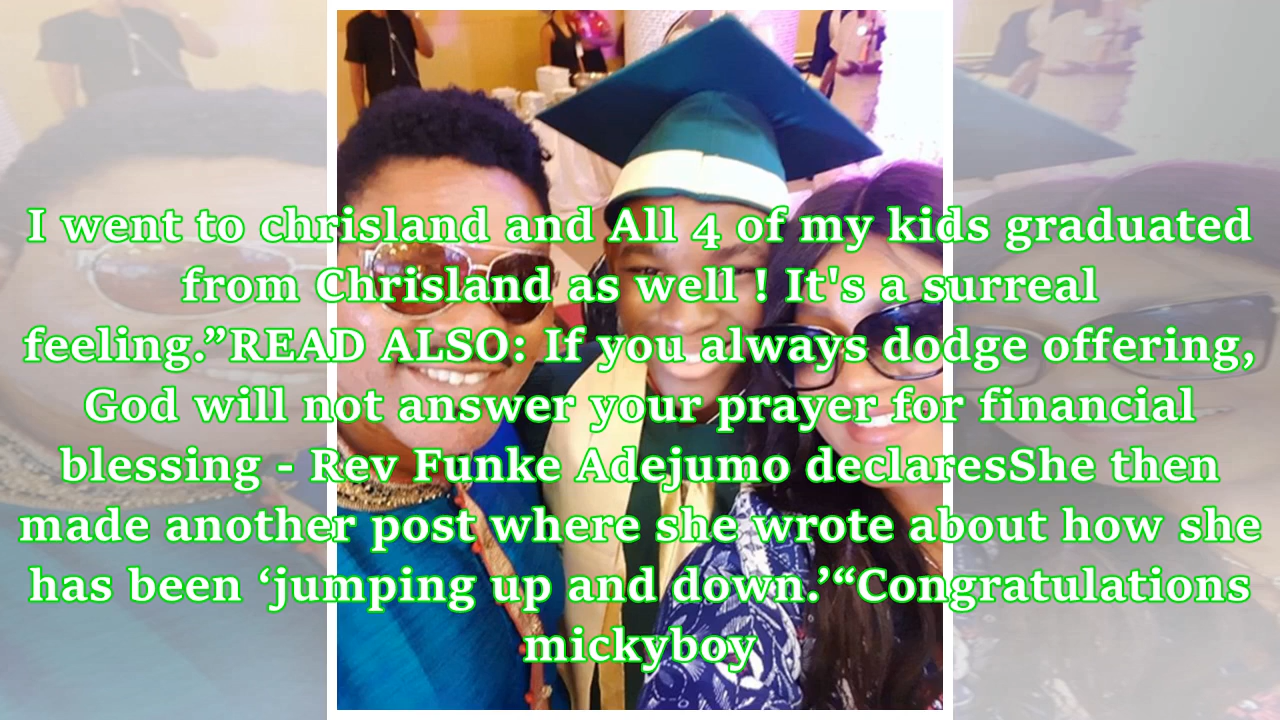 I went to chrisland and All 4 of my kids graduated
from Chrisland as well ! It's a surreal
feeling.”READ ALSO: If you always dodge offering,
God will not answer your prayer for financial
blessing - Rev Funke Adejumo declaresShe then
made another post where she wrote about how she
has been ‘jumping up and down.’“Congratulations
mickyboy